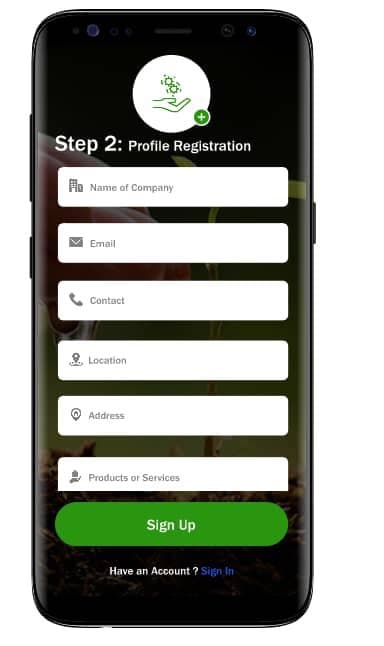 Step 2: Profile Registration
Name of Company
Email
Contact
Location
Address
Products or Services
Sign Up
Have an Account ? Sign In